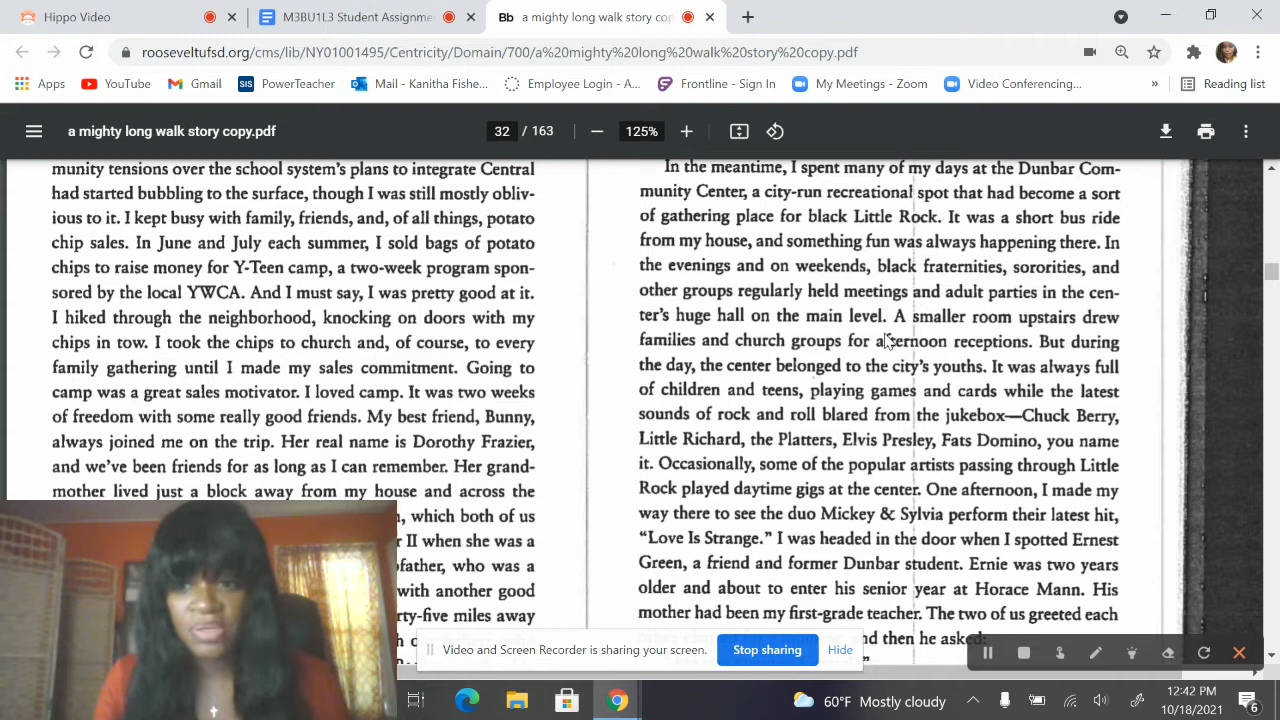 Hippo Video
M3BU1L3 Student Assignme
Bb a mighty long walk story cop
rooseveltufsd.org/cms/lib/NY01001495/Centricity/Domain/700/a%20mighty%20long%20walk%20story%20copy.pdf
Apps YouTube Gmail SIS PowerTeacher Mail - Kanitha Fishe... Employee Login - A... Frontline - Sign In My Meetings - Zoom Video Conferencing... » Reading list
a mighty long walk story copy.pdf 32 / 163 125%
munity tensions over the school system's plans to integrate Central
had started bubbling to the surface, though I was still mostly obliv-
ious to it. I kept busy with family, friends, and, of all things, potato
chip sales. In June and July each summer, I sold bags of potato
chips to raise money for Y-Teen camp, a two-week program spon-
sored by the local YWCA. And I must say, I was pretty good at it.
I hiked through the neighborhood, knocking on doors with my
chips in tow. I took the chips to church and, of course, to every
family gathering until I made my sales commitment. Going to
camp was a great sales motivator. I loved camp. It was two weeks
of freedom with some really good friends. My best friend, Bunny,
always joined me on the trip. Her real name is Dorothy Frazier,
and we've been friends for as long as I can remember. Her grand-
mother lived just a block away from my house and across the
, which both of us
II when she was a
father, who was a
with another good
rty-five miles away
In the meantime, I spent many of my days at the Dunbar Com-
munity Center, a city-run recreational spot that had become a sort
of gathering place for black Little Rock. It was a short bus ride
from my house, and something fun was always happening there. In
the evenings and on weekends, black fraternities, sororities, and
other groups regularly held meetings and adult parties in the cen-
ter's huge hall on the main level. A smaller room upstairs drew
families and church groups for afternoon receptions. But during
the day, the center belonged to the city's youths. It was always full
of children and teens, playing games and cards while the latest
sounds of rock and roll blared from the jukebox—Chuck Berry,
Little Richard, the Platters, Elvis Presley, Fats Domino, you name
it. Occasionally, some of the popular artists passing through Little
Rock played daytime gigs at the center. One afternoon, I made my
way there to see the duo Mickey & Sylvia perform their latest hit,
"Love Is Strange." I was headed in the door when I spotted Ernest
Green, a friend and former Dunbar student. Ernie was two years
older and about to enter his senior year at Horace Mann. His
mother had been my first-grade teacher. The two of us greeted each
nd then he asked:
Video and Screen Recorder is sharing your screen. Stop sharing Hide
60°F Mostly cloudy
12:42 PM
10/18/2021
6